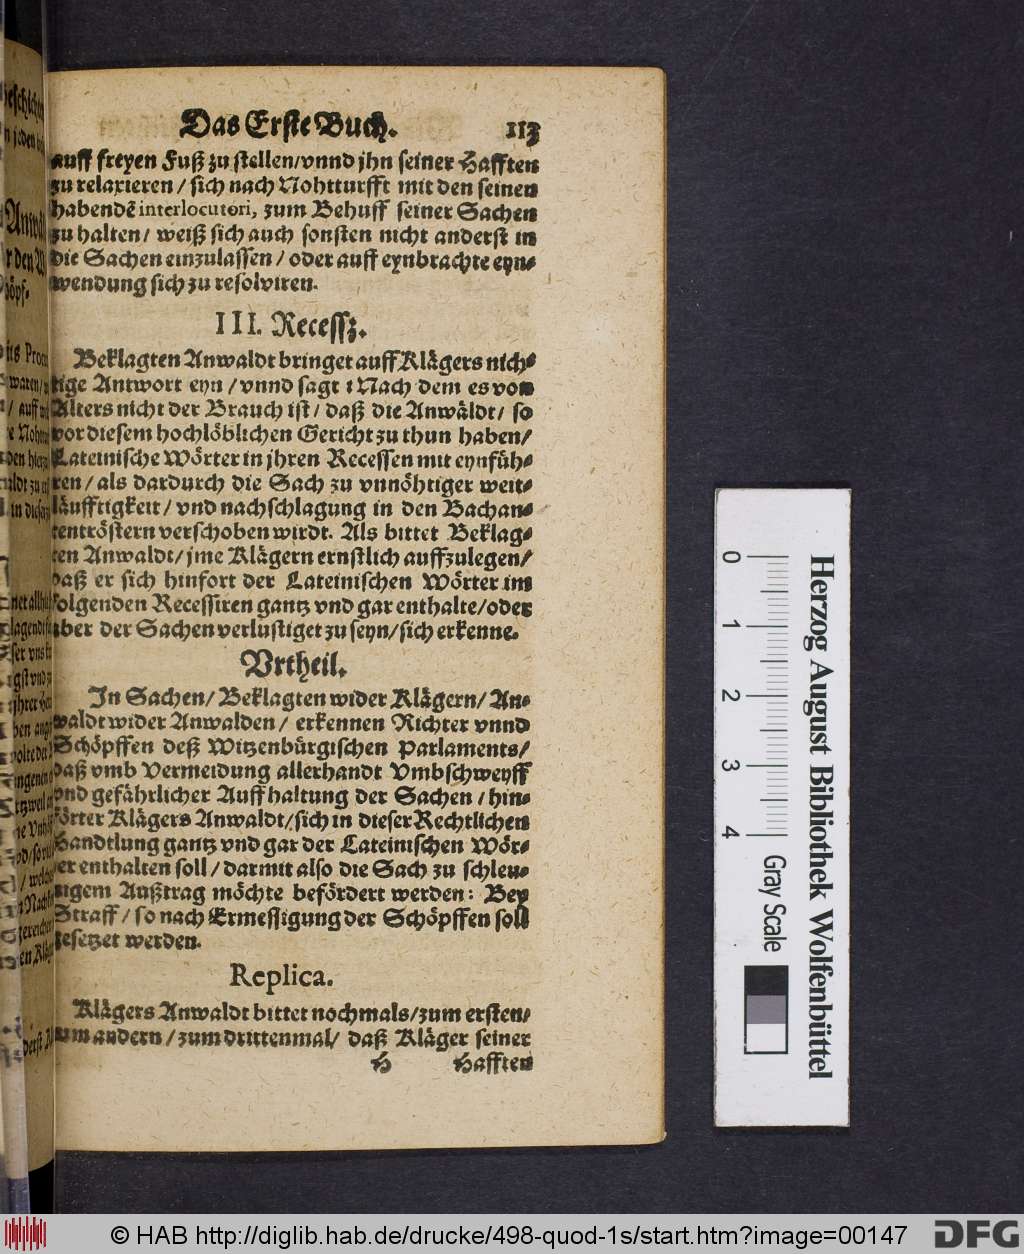 Das Erste Buch. 113
auff freyen Fuß zu stellen/vnnd jhn seiner Hafften
zu relaxieren / sich nach Nohtturfft mit den seinen
habendē interlocutori, zum Behuff seiner Sachen
zu halten/ weiß sich auch sonsten nicht anderst in
die Sachen einzulassen / oder auff eynbrachte eyn⸗
wendung sich zu resolviren.
III. Recessz.
Beklagten Anwaldt bringet auff Klägers nich⸗
tige Antwort eyn / vnnd sagt : Nach dem es von
Alters nicht der Brauch ist / daß die Anwäldt / so
vor diesem hochlöblichen Gericht zu thun haben/
Lateinische Wörter in jhren Recessen mit eynfüh⸗
ren / als dardurch die Sach zu vnnöhtiger weit⸗
läufftigkeit / vnd nachschlagung in den Bachan⸗
tentröstern verschoben wirdt. Als bittet Beklag⸗
ten Anwaldt/ jme Klägern ernstlich auffzulegen/
daß er sich hinfort der Lateinischen Wörter im
folgenden Recessiren gantz vnd gar enthalte/oder
aber der Sachen verlustiget zu seyn/sich erkenne.
Vrtheil.
In Sachen/ Beklagten wider Klägern/ An⸗
waldt wider Anwalden / erkennen Richter vnnd
Schöpffen deß Witzenbürgischen Parlaments/
daß vmb Vermeidung allerhandt Vmbschweyff
vnd gefährlicher Auffhaltung der Sachen / hin⸗
förter Klägers Anwaldt/sich in dieser Rechtlichen
Handtlung gantz vnd gar der Lateinischen Wör⸗
ter enthalten soll / darmit also die Sach zu schleu⸗
nigem Außtrag möchte befördert werden: Bey
Straff / so nach Ermessigung der Schöpffen soll
gesetzet werden.
Replica.
Klägers Anwaldt bittet nochmals/zum ersten/
zum andern / zum drittenmal/ daß Kläger seiner
H Hafften
0 1 2 3 4
Gray Scale
Herzog August Bibliothek Wolfenbüttel
© HAB http://diglib.hab.de/drucke/498-quod-1s/start.htm?image=00147
DFG